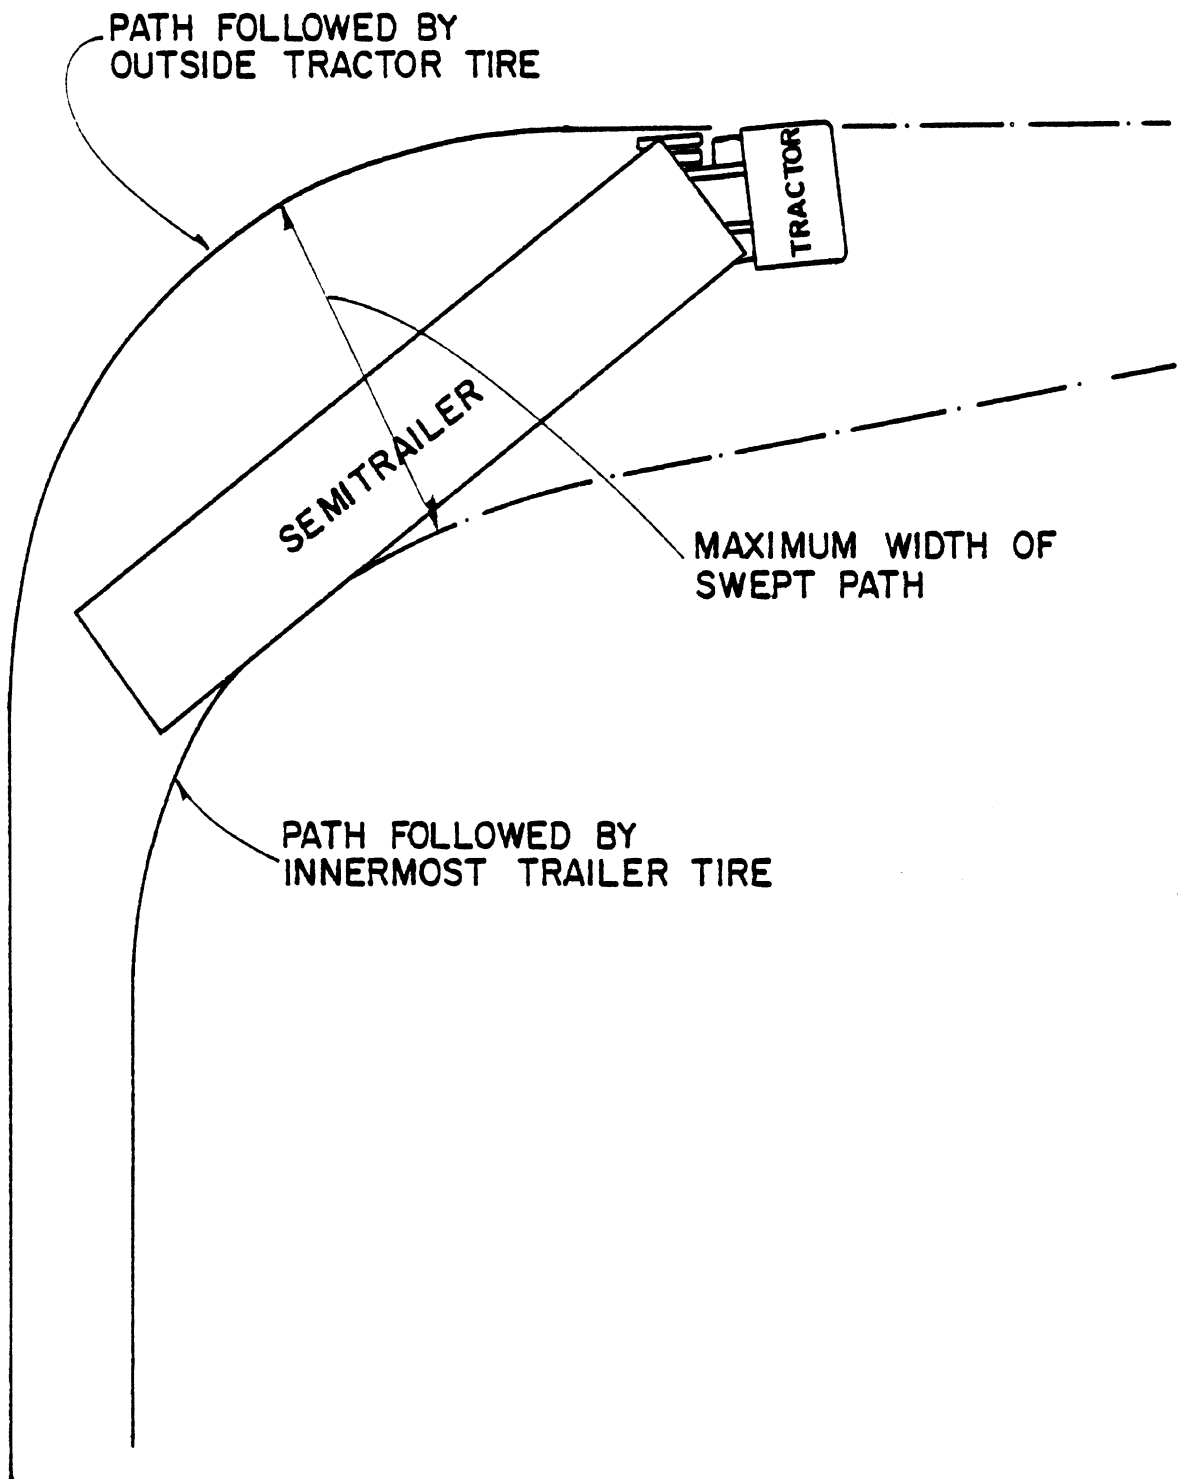 PATH FOLLOWED BY
OUTSIDE TRACTOR TIRE
TRACTOR
SEMITRAILER
MAXIMUM WIDTH OF
SWEPT PATH
PATH FOLLOWED BY
INNERMOST TRAILER TIRE